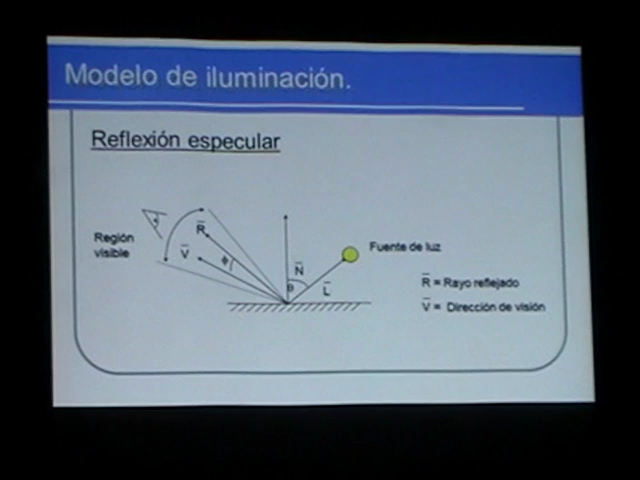 Modelo de iluminación.
Reflexión especular
Región
visible
R̅
V̅
ϕ
N̅
θ
L̅
Fuente de luz
R̅ = Rayo reflejado
V̅ = Dirección de visión